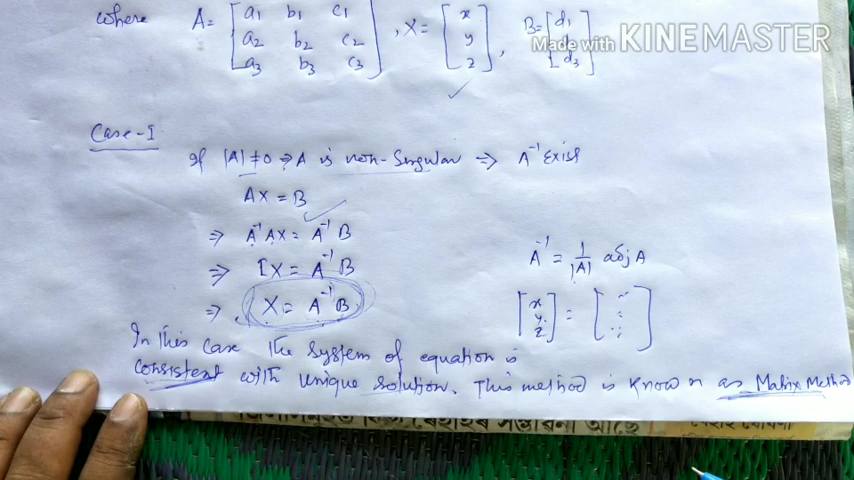 where A = [a1 b1 c1 a2 b2 c2 a3 b3 c3], X = [x y z], B = [d1 d3]
Made with KINEMASTER
Case-I
If |A| ≠ 0 ⇒ A is non-Singular ⇒ A⁻¹ Exist
AX = B
⇒ A⁻¹AX = A⁻¹B
⇒ IX = A⁻¹B
⇒ X = A⁻¹B
A⁻¹ = 1/|A| adj A
[x y z] = [ ]
In this case the system of equation is
consistent with unique solution. This method is known as Matrix Method